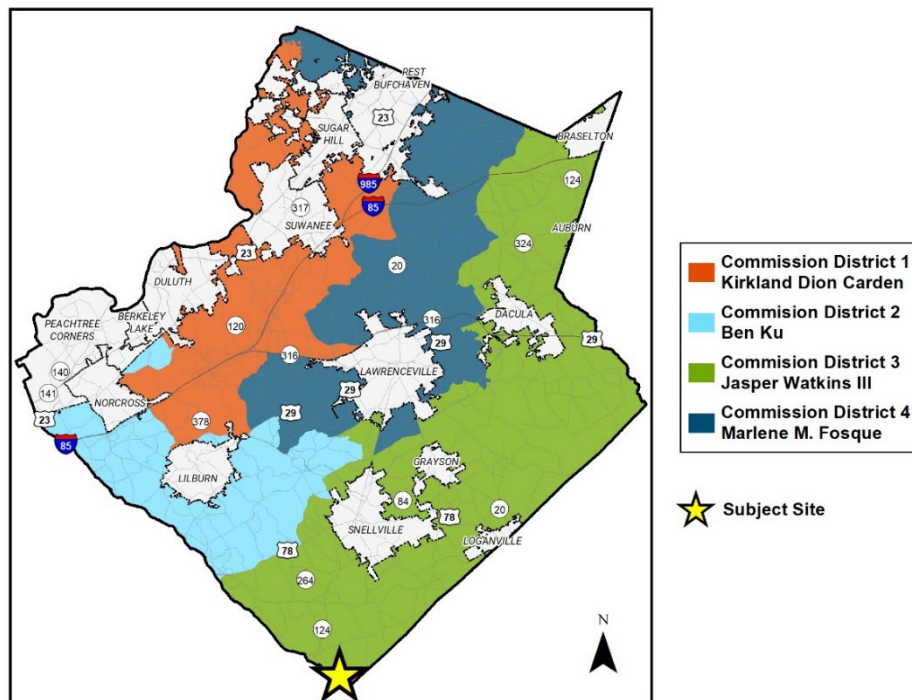 REST
BUFCHAVEN
23
SUGAR
HILL
BRASELTON
985
124
85
317
SUWANEE
AUBURN
23
324
20
DULUTH
DACULA
BERKELEY
LAKE
PEACHTREE
CORNERS
120
316
29
29
316
140
LAWRENCEVILLE
29
141
NORCROSS
23
378
29
85
GRAYSON
LILBURN
84
20
78
SNELLVILLE
LOGANVILLE
78
264
124
N
Commission District 1
Kirkland Dion Carden
Commission District 2
Ben Ku
Commision District 3
Jasper Watkins III
Commission District 4
Marlene M. Fosque
Subject Site